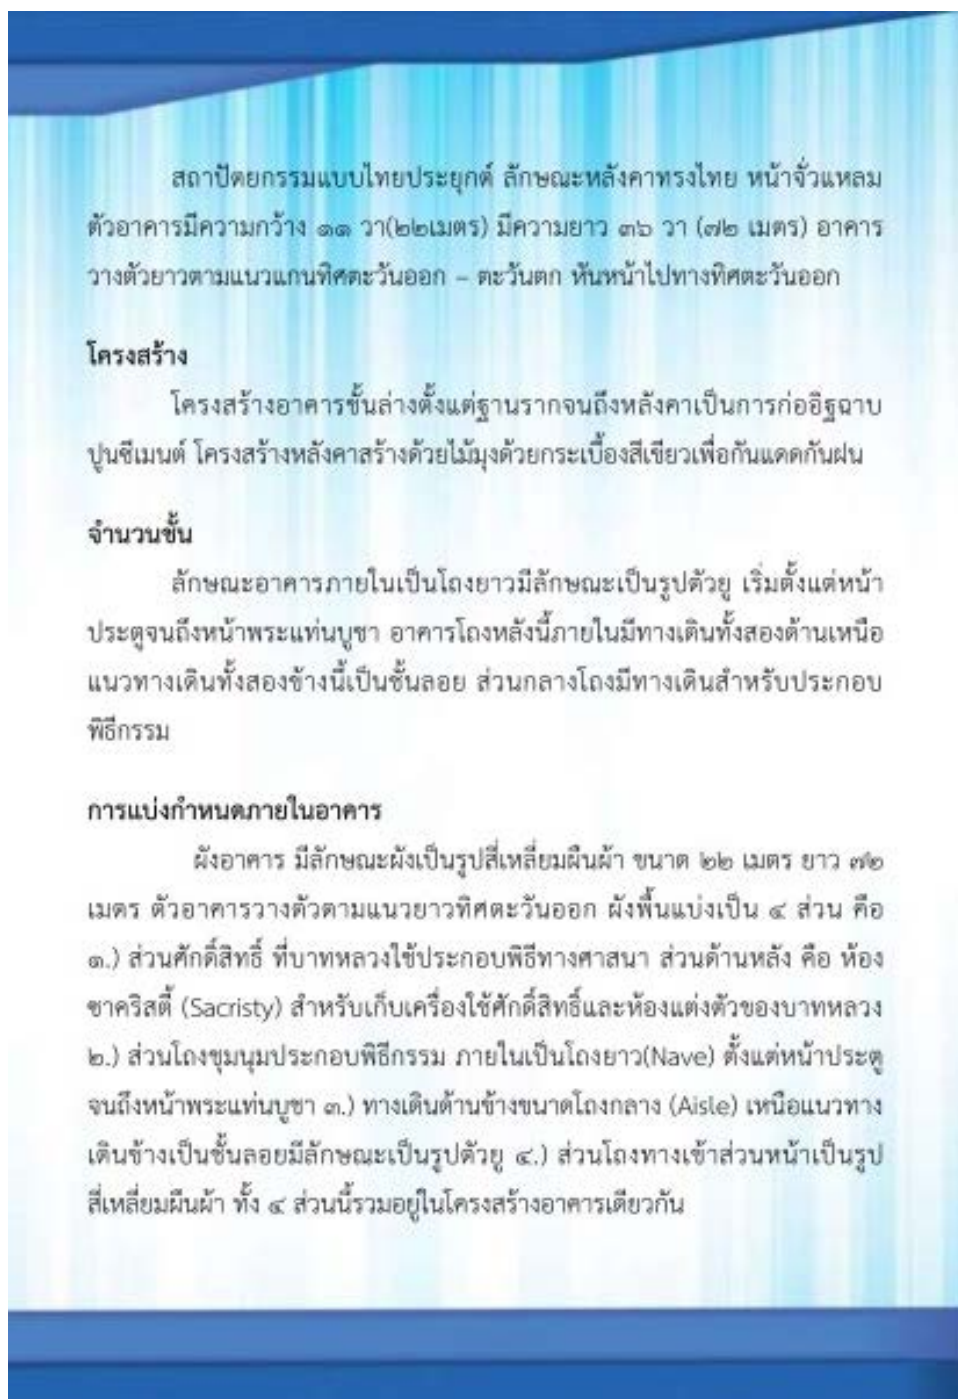 สถาปัตยกรรมแบบไทยประยุกต์ ลักษณะหลังคาทรงไทย หน้าจั่วแหลม
ตัวอาคารมีความกว้าง ๑๑ วา(๒๒เมตร) มีความยาว ๓๖ วา (๗๒ เมตร) อาคาร
วางตัวยาวตามแนวแกนทิศตะวันออก – ตะวันตก หันหน้าไปทางทิศตะวันออก
โครงสร้าง
โครงสร้างอาคารชั้นล่างตั้งแต่ฐานรากจนถึงหลังคาเป็นการก่ออิฐฉาบ
ปูนซีเมนต์ โครงสร้างหลังคาสร้างด้วยไม้มุงด้วยกระเบื้องสีเขียวเพื่อกันแดดกันฝน
จำนวนชั้น
ลักษณะอาคารภายในเป็นโถงยาวมีลักษณะเป็นรูปตัวยู เริ่มตั้งแต่หน้า
ประตูจนถึงหน้าพระแท่นบูชา อาคารโถงหลังนี้ภายในมีทางเดินทั้งสองด้านเหนือ
แนวทางเดินทั้งสองข้างนี้เป็นชั้นลอย ส่วนกลางโถงมีทางเดินสำหรับประกอบ
พิธีกรรม
การแบ่งกำหนดภายในอาคาร
ผังอาคาร มีลักษณะผังเป็นรูปสี่เหลี่ยมผืนผ้า ขนาด ๒๒ เมตร ยาว ๗๒
เมตร ตัวอาคารวางตัวตามแนวยาวทิศตะวันออก ผังพื้นแบ่งเป็น ๔ ส่วน คือ
๑.) ส่วนศักดิ์สิทธิ์ ที่บาทหลวงใช้ประกอบพิธีทางศาสนา ส่วนด้านหลัง คือ ห้อง
ซาคริสตี้ (Sacristy) สำหรับเก็บเครื่องใช้ศักดิ์สิทธิ์และห้องแต่งตัวของบาทหลวง
๒.) ส่วนโถงชุมนุมประกอบพิธีกรรม ภายในเป็นโถงยาว(Nave) ตั้งแต่หน้าประตู
จนถึงหน้าพระแท่นบูชา ๓.) ทางเดินด้านข้างขนาดโถงกลาง (Aisle) เหนือแนวทาง
เดินข้างเป็นชั้นลอยมีลักษณะเป็นรูปตัวยู ๔.) ส่วนโถงทางเข้าส่วนหน้าเป็นรูป
สี่เหลี่ยมผืนผ้า ทั้ง ๔ ส่วนนี้รวมอยู่ในโครงสร้างอาคารเดียวกัน